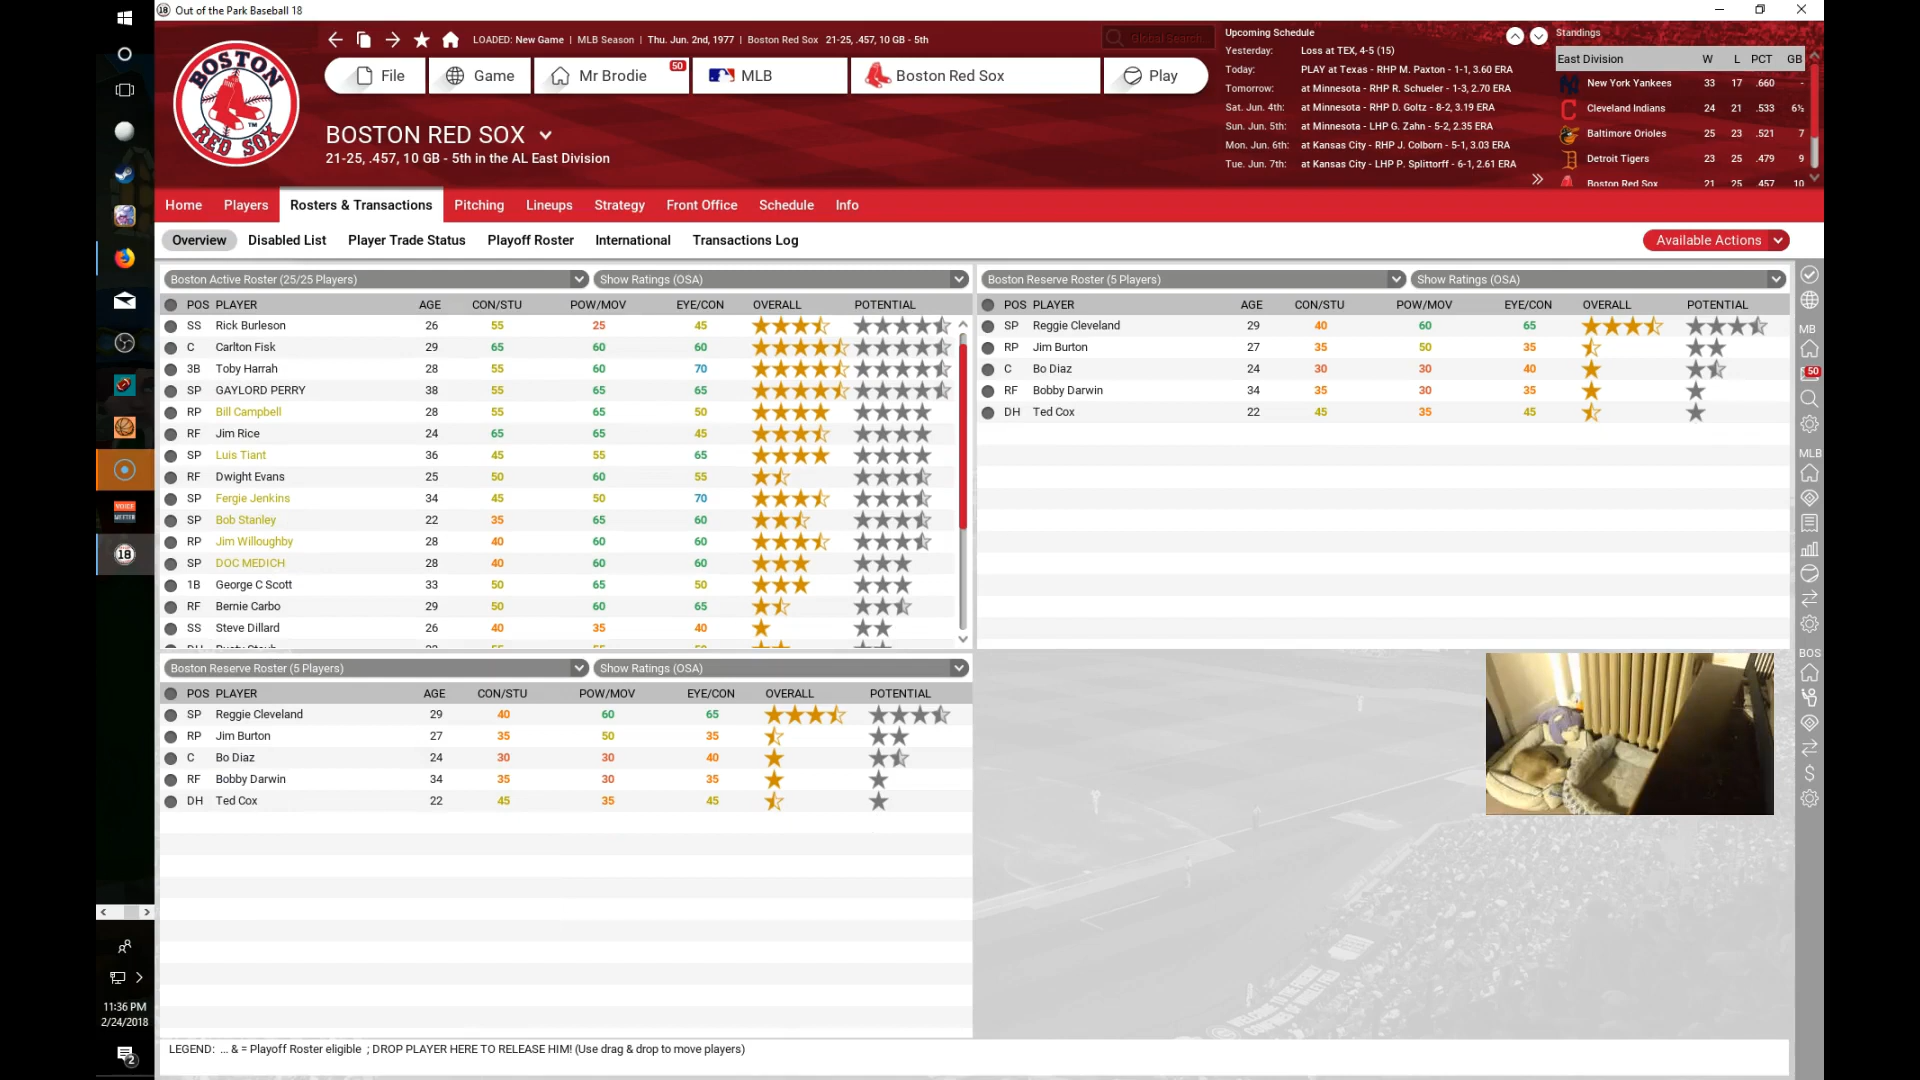 Out of the Park Baseball 18
LOADED: New Game | MLB Season | Thu. Jun. 2nd, 1977 | Boston Red Sox 21-25, .457, 10 GB - 5th
Global Search
File Game Mr Brodie 50 MLB Boston Red Sox Play
BOSTON RED SOX
BOSTON RED SOX
21-25, .457, 10 GB - 5th in the AL East Division
Upcoming Schedule
Yesterday: Loss at TEX, 4-5 (15)
Today: PLAY at Texas - RHP M. Paxton - 1-1, 3.60 ERA
Tomorrow: at Minnesota - RHP R. Schueler - 1-3, 2.70 ERA
Sat. Jun. 4th: at Minnesota - RHP D. Goltz - 8-2, 3.19 ERA
Sun. Jun. 5th: at Minnesota - LHP G. Zahn - 5-2, 2.35 ERA
Mon. Jun. 6th: at Kansas City - RHP J. Colborn - 5-1, 3.03 ERA
Tue. Jun. 7th: at Kansas City - LHP P. Splittorff - 6-1, 2.61 ERA
Standings
East Division W L PCT GB
New York Yankees 33 17 .660 -
Cleveland Indians 24 21 .533 6½
Baltimore Orioles 25 23 .521 7
Detroit Tigers 23 25 .479 9
Boston Red Sox 21 25 .457 10
Home Players Rosters & Transactions Pitching Lineups Strategy Front Office Schedule Info
Overview Disabled List Player Trade Status Playoff Roster International Transactions Log Available Actions
Boston Active Roster (25/25 Players) Show Ratings (OSA)
POS PLAYER AGE CON/STU POW/MOV EYE/CON OVERALL POTENTIAL
SS Rick Burleson 26 55 25 45
C Carlton Fisk 29 65 60 60
3B Toby Harrah 28 55 60 70
SP GAYLORD PERRY 38 55 65 65
RP Bill Campbell 28 55 65 50
RF Jim Rice 24 65 65 45
SP Luis Tiant 36 45 55 65
RF Dwight Evans 25 50 60 55
SP Fergie Jenkins 34 45 50 70
SP Bob Stanley 22 35 65 60
RP Jim Willoughby 28 40 60 60
SP DOC MEDICH 28 40 60 60
1B George C Scott 33 50 65 50
RF Bernie Carbo 29 50 60 65
SS Steve Dillard 26 40 35 40
Boston Reserve Roster (5 Players) Show Ratings (OSA)
POS PLAYER AGE CON/STU POW/MOV EYE/CON OVERALL POTENTIAL
SP Reggie Cleveland 29 40 60 65
RP Jim Burton 27 35 50 35
C Bo Diaz 24 30 30 40
RF Bobby Darwin 34 35 30 35
DH Ted Cox 22 45 35 45
Boston Reserve Roster (5 Players) Show Ratings (OSA)
POS PLAYER AGE CON/STU POW/MOV EYE/CON OVERALL POTENTIAL
SP Reggie Cleveland 29 40 60 65
RP Jim Burton 27 35 50 35
C Bo Diaz 24 30 30 40
RF Bobby Darwin 34 35 30 35
DH Ted Cox 22 45 35 45
MB
50
MLB
BOS
$
VOICE
MEETER
18
11:36 PM
2/24/2018
2
LEGEND: ... & = Playoff Roster eligible ; DROP PLAYER HERE TO RELEASE HIM! (Use drag & drop to move players)